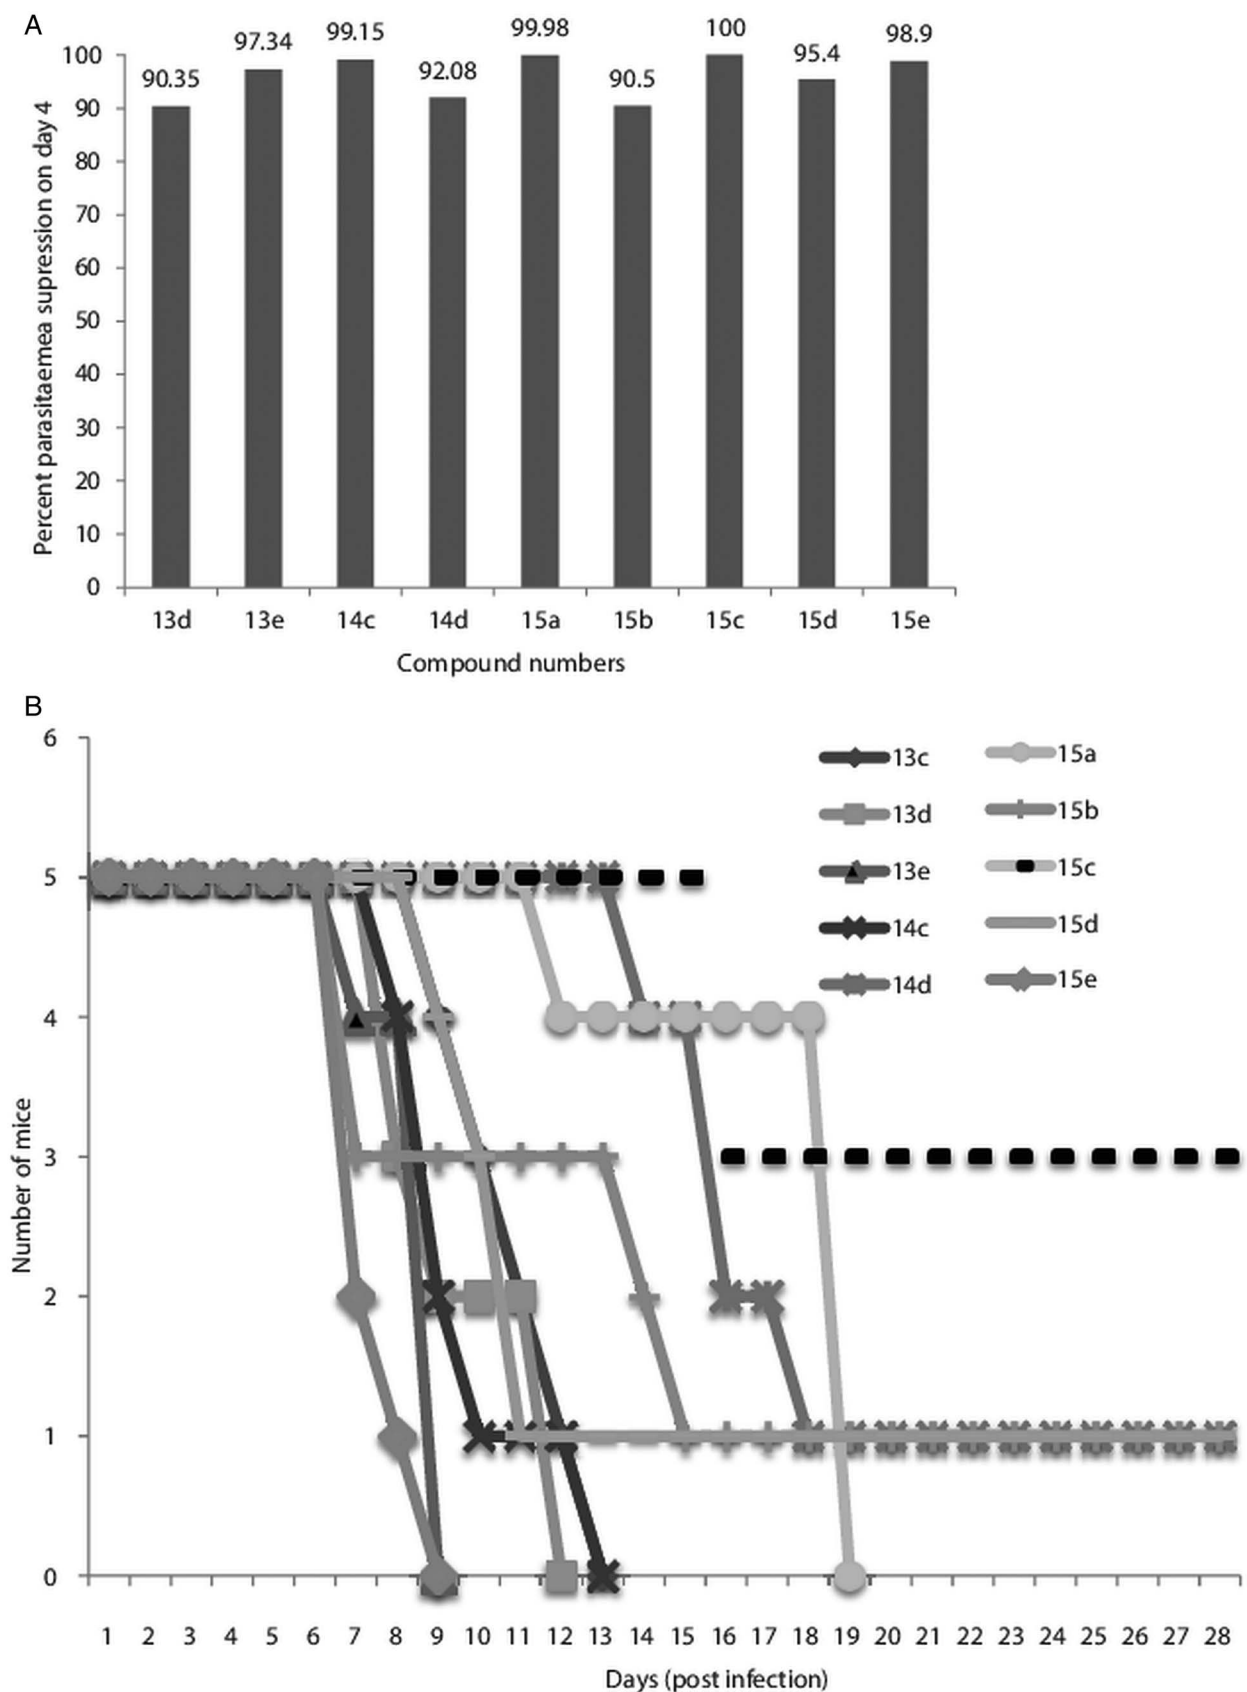 A
Percent parasitaemea supression on day 4
100
90
80
70
60
50
40
30
20
10
0
90.35
97.34
99.15
92.08
99.98
90.5
100
95.4
98.9
13d 13e 14c 14d 15a 15b 15c 15d 15e
Compound numbers
B
Number of mice
6
5
4
3
2
1
0
13c
13d
13e
14c
14d
15a
15b
15c
15d
15e
1 2 3 4 5 6 7 8 9 10 11 12 13 14 15 16 17 18 19 20 21 22 23 24 25 26 27 28
Days (post infection)